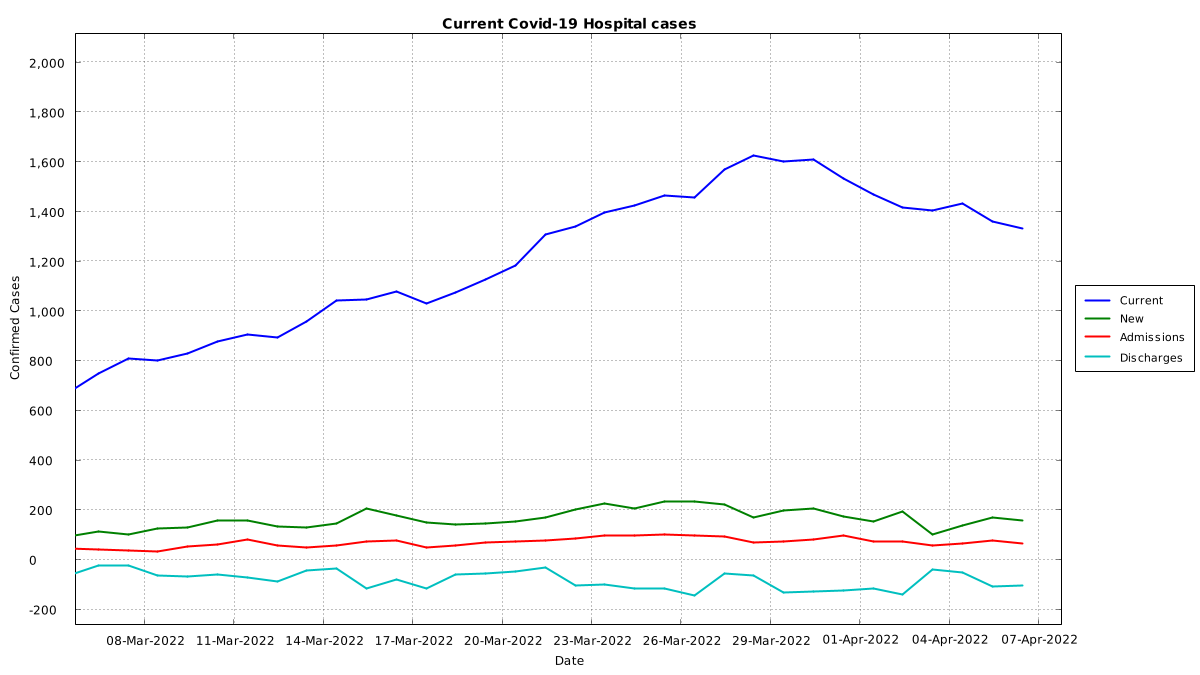 Current Covid-19 Hospital cases
2,000
1,800
1,600
1,400
1,200
1,000
800
600
400
200
0
-200
Confirmed Cases
08-Mar-2022 11-Mar-2022 14-Mar-2022 17-Mar-2022 20-Mar-2022 23-Mar-2022 26-Mar-2022 29-Mar-2022 01-Apr-2022 04-Apr-2022 07-Apr-2022
Date
Current
New
Admissions
Discharges